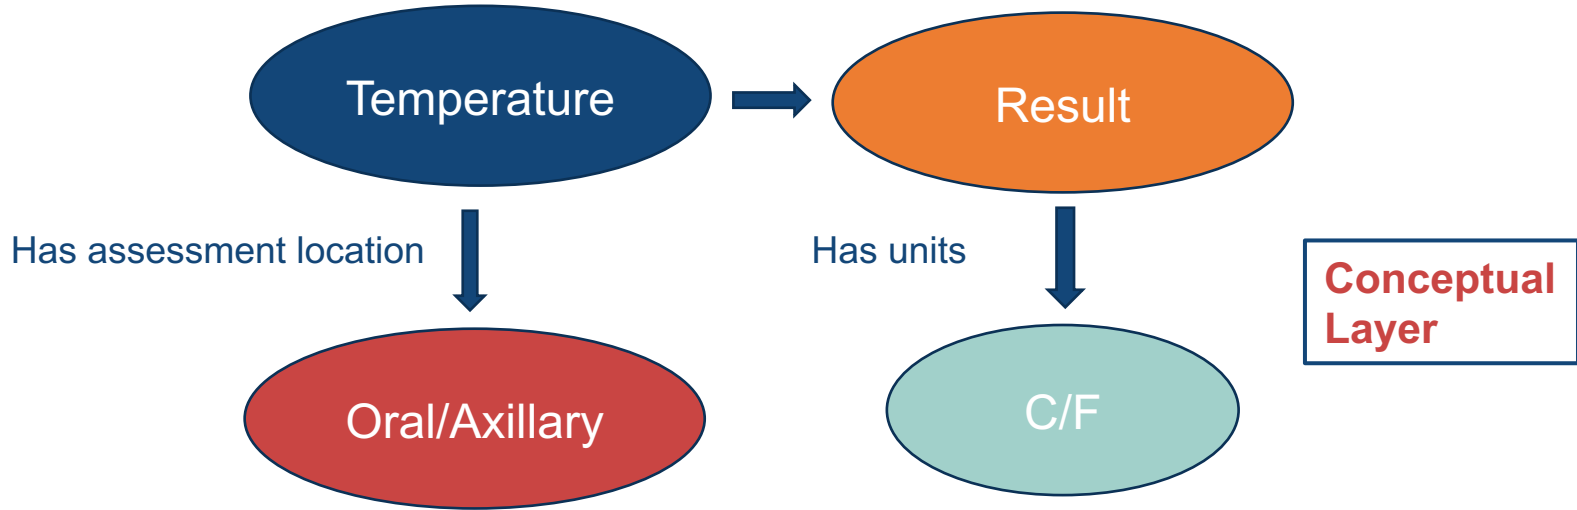 Temperature
Result
Has assessment location
Has units
Conceptual
Layer
Oral/Axillary
C/F